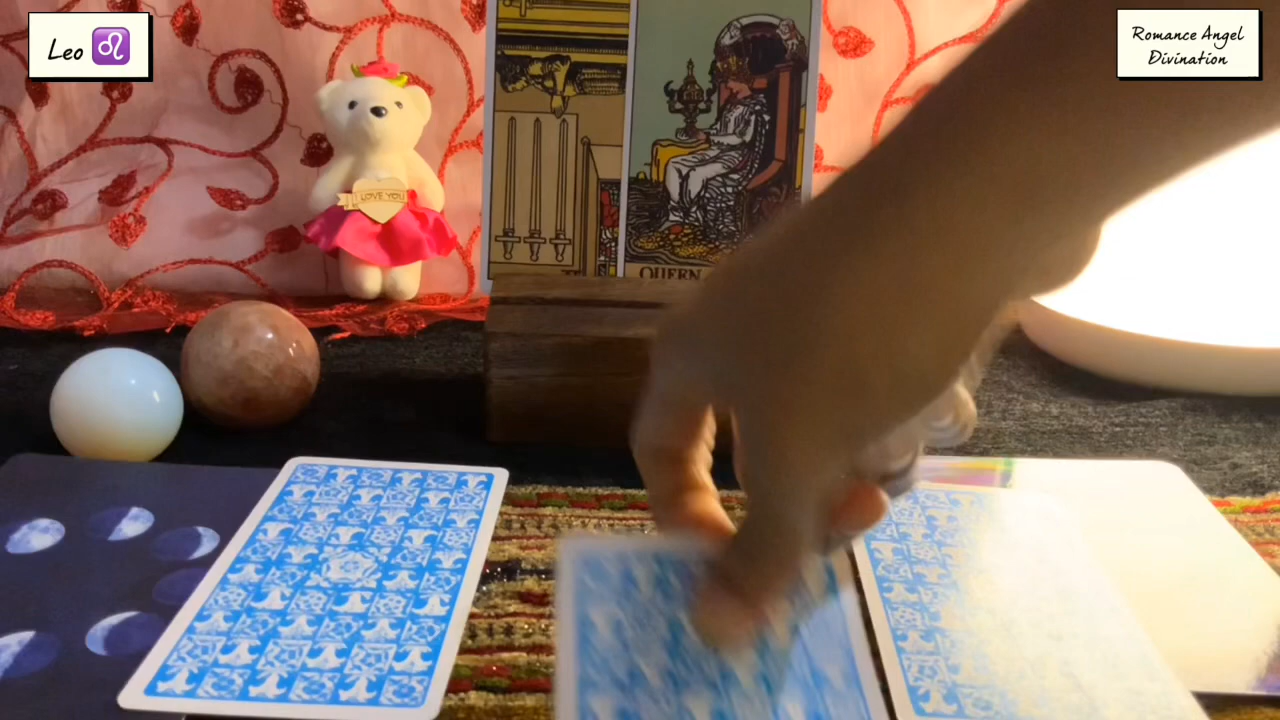 Leo ♌
Romance Angel
Divination
LOVE YOU
QUEEN